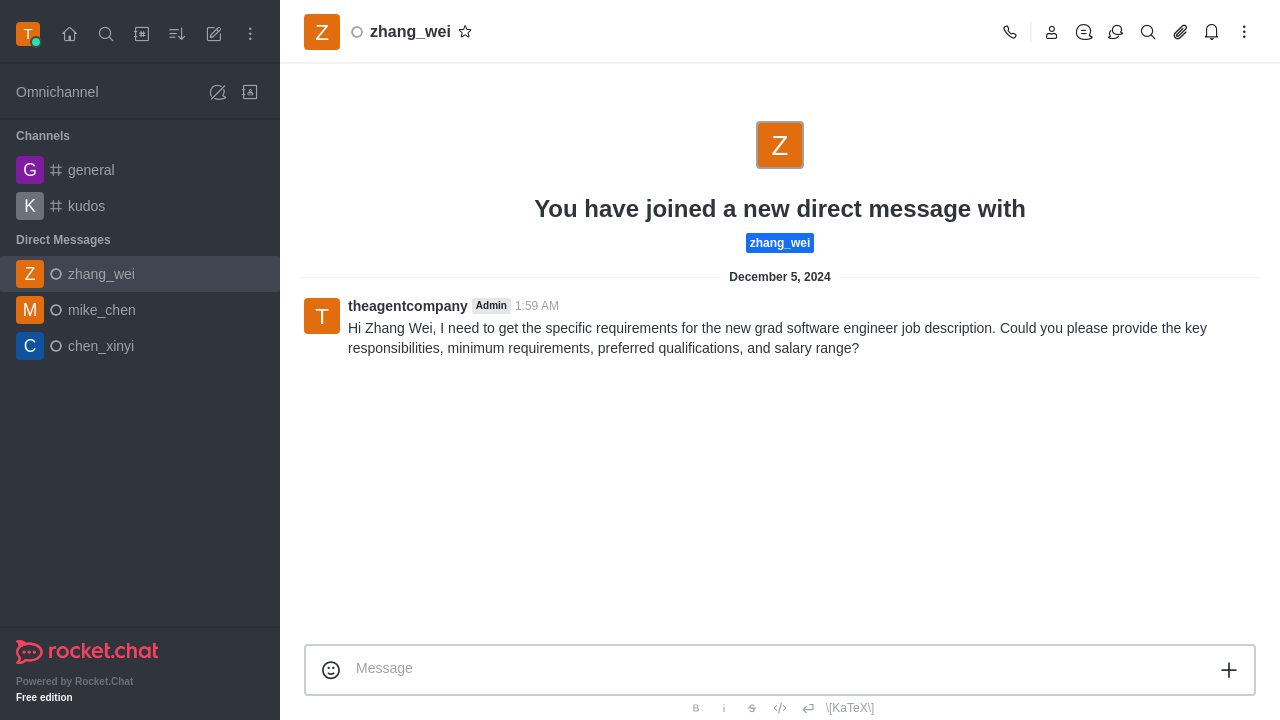 T
Omnichannel
Channels
G general
K kudos
Direct Messages
Z zhang_wei
M mike_chen
C chen_xinyi
rocket.chat
Powered by Rocket.Chat
Free edition
Z zhang_wei
Z
You have joined a new direct message with
zhang_wei
December 5, 2024
T
theagentcompany Admin 1:59 AM
Hi Zhang Wei, I need to get the specific requirements for the new grad software engineer job description. Could you please provide the key
responsibilities, minimum requirements, preferred qualifications, and salary range?
Message
B i S \[KaTeX\]